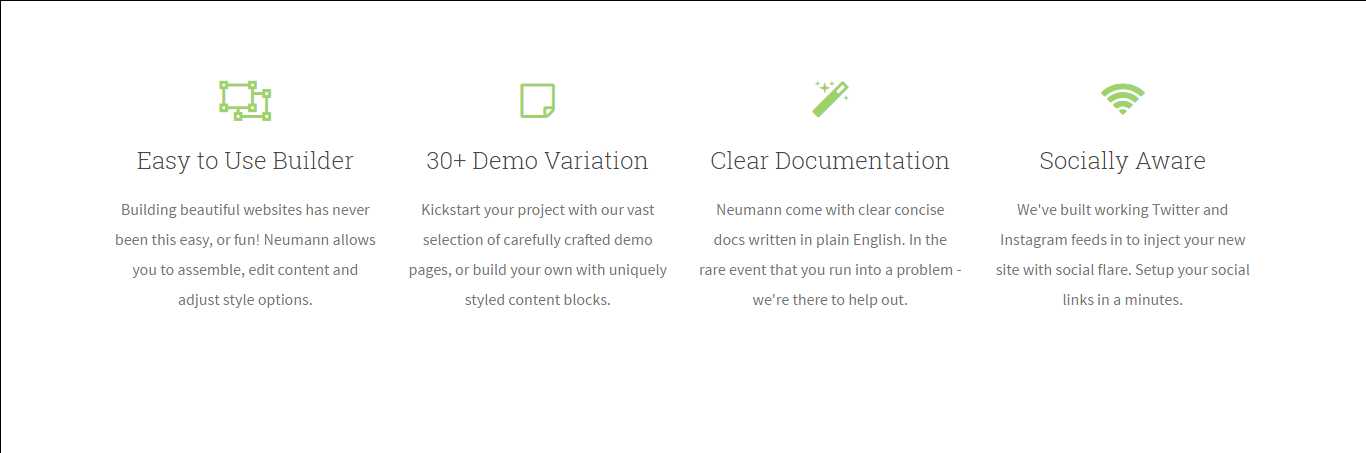 Easy to Use Builder
Building beautiful websites has never
been this easy, or fun! Neumann allows
you to assemble, edit content and
adjust style options.
30+ Demo Variation
Kickstart your project with our vast
selection of carefully crafted demo
pages, or build your own with uniquely
styled content blocks.
Clear Documentation
Neumann come with clear concise
docs written in plain English. In the
rare event that you run into a problem -
we're there to help out.
Socially Aware
We've built working Twitter and
Instagram feeds in to inject your new
site with social flare. Setup your social
links in a minutes.